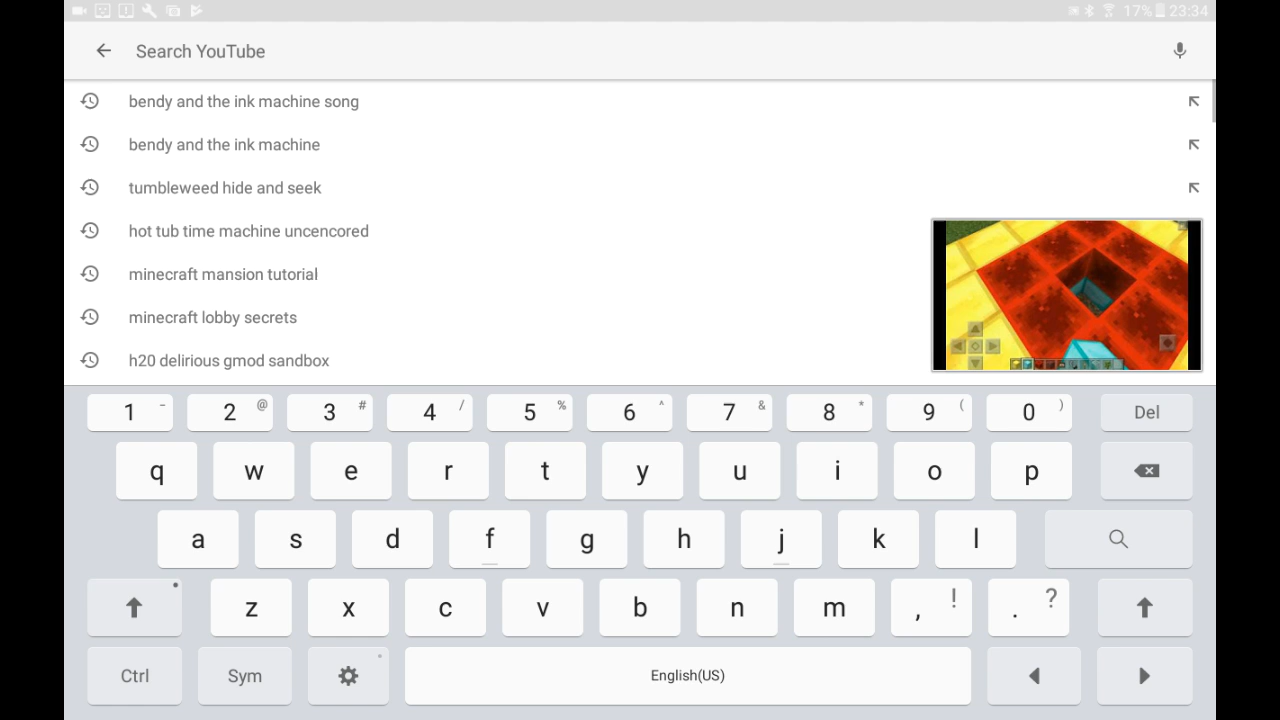 17% 23:34
Search YouTube
bendy and the ink machine song
bendy and the ink machine
tumbleweed hide and seek
hot tub time machine uncencored
minecraft mansion tutorial
minecraft lobby secrets
h20 delirious gmod sandbox
1 - 2 @ 3 # 4 / 5 % 6 ^ 7 & 8 * 9 ( 0 ) Del
q w e r t y u i o p
a s d f g h j k l
z x c v b n m , ! . ?
Ctrl Sym English(US)